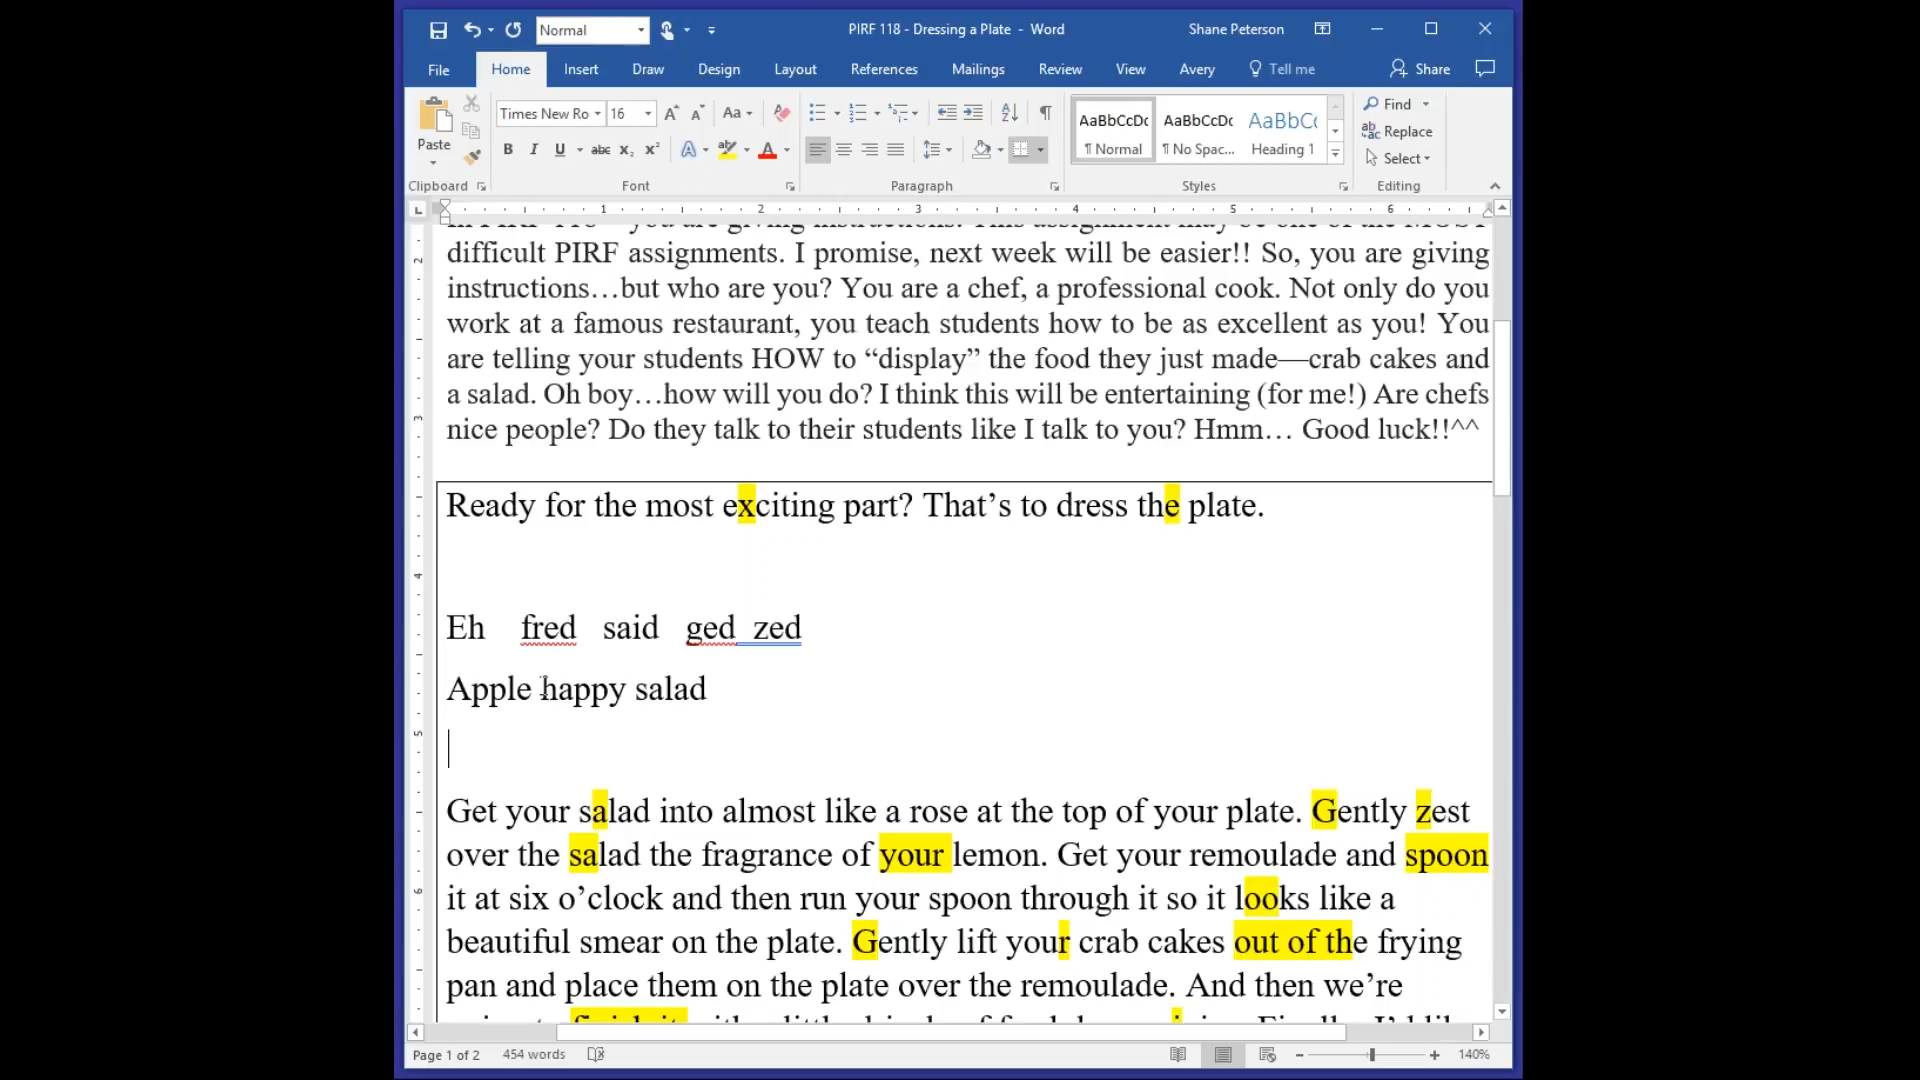 Normal
PIRF 118 - Dressing a Plate - Word
Shane Peterson
File Home Insert Draw Design Layout References Mailings Review View Avery Tell me Share
Paste
Times New Ro 16
Aa
B I U abc x₂ x² A ab A
AaBbCcDc AaBbCcDc AaBbCc
¶ Normal ¶ No Spac... Heading 1
Find
Replace
Select
Clipboard Font Paragraph Styles Editing
1 2 3 4 5 6
difficult PIRF assignments. I promise, next week will be easier!! So, you are giving
instructions…but who are you? You are a chef, a professional cook. Not only do you
work at a famous restaurant, you teach students how to be as excellent as you! You
are telling your students HOW to “display” the food they just made—crab cakes and
a salad. Oh boy…how will you do? I think this will be entertaining (for me!) Are chefs
nice people? Do they talk to their students like I talk to you? Hmm… Good luck!!^^
Ready for the most exciting part? That’s to dress the plate.
Eh fred said ged zed
Apple happy salad
Get your salad into almost like a rose at the top of your plate. Gently zest
over the salad the fragrance of your lemon. Get your remoulade and spoon
it at six o’clock and then run your spoon through it so it looks like a
beautiful smear on the plate. Gently lift your crab cakes out of the frying
pan and place them on the plate over the remoulade. And then we’re
Page 1 of 2 454 words
140%